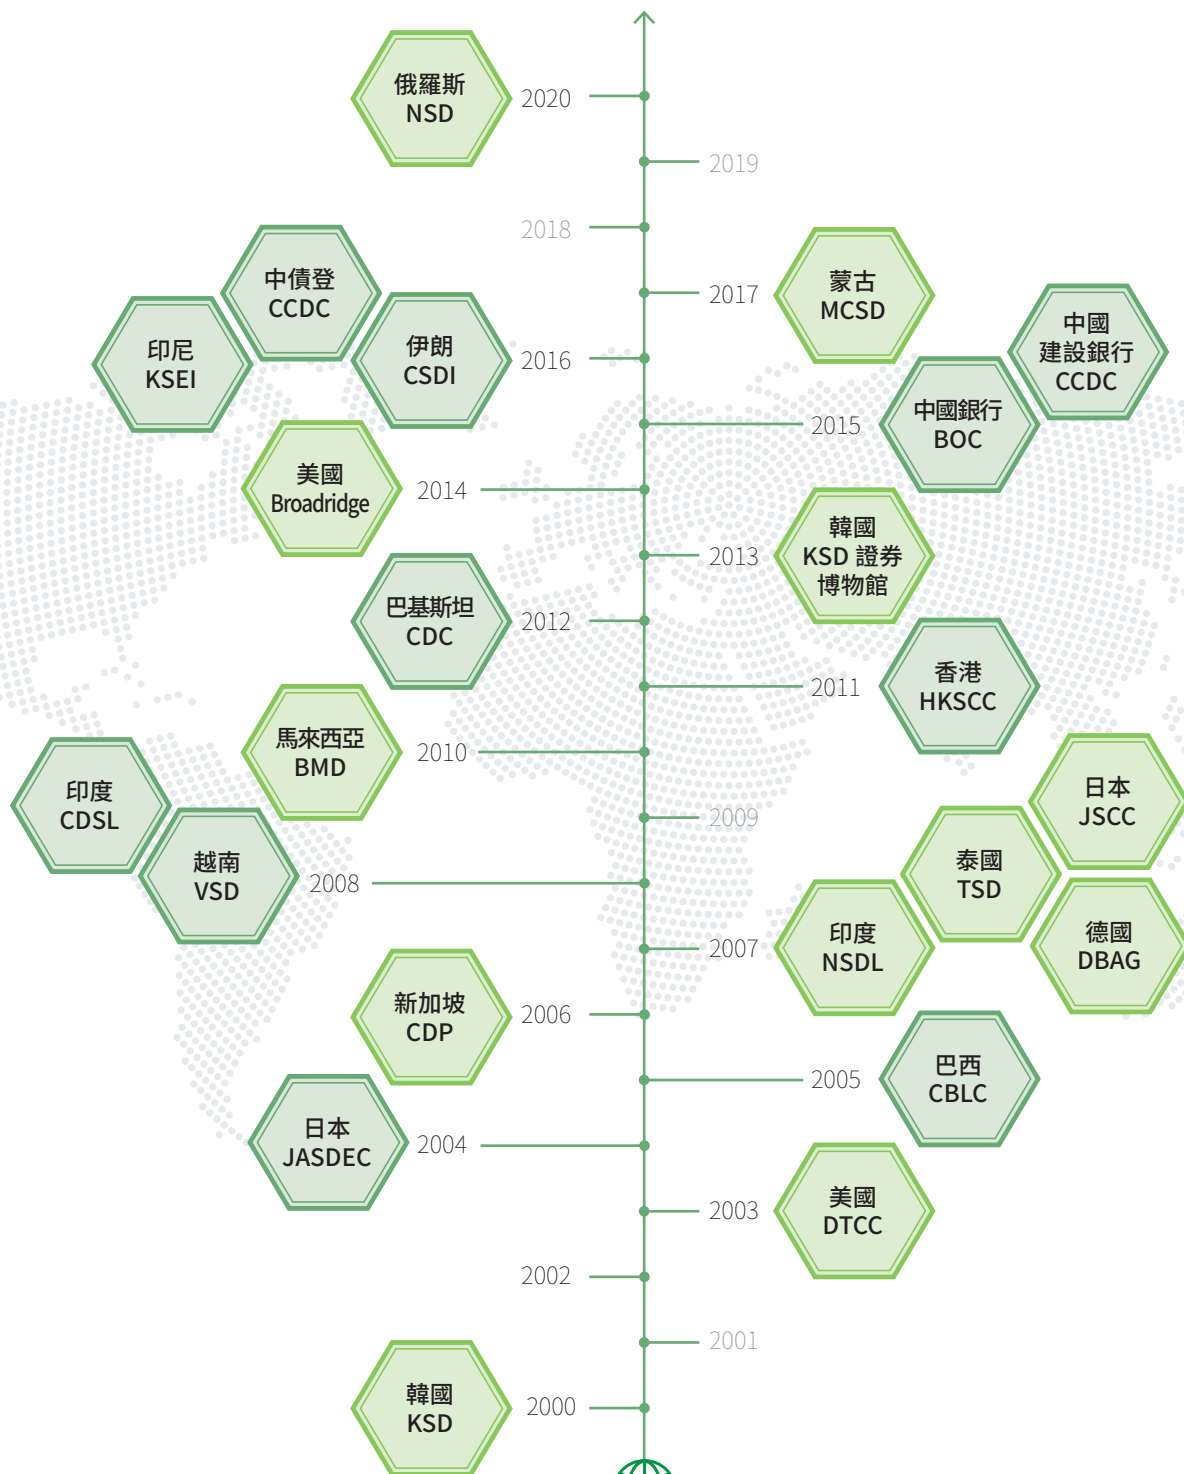 俄羅斯
NSD
2020
2019
2018
中債登
CCDC
印尼
KSEI
伊朗
CSDI
2016
蒙古
MCSD
2017
中國
建設銀行
CCDC
中國銀行
BOC
2015
美國
Broadridge
2014
韓國
KSD 證券
博物館
2013
巴基斯坦
CDC
2012
香港
HKSCC
2011
馬來西亞
BMD
2010
2009
印度
CDSL
越南
VSD
2008
日本
JSCC
泰國
TSD
印度
NSDL
德國
DBAG
2007
新加坡
CDP
2006
巴西
CBLC
2005
日本
JASDEC
2004
美國
DTCC
2003
2002
2001
韓國
KSD
2000